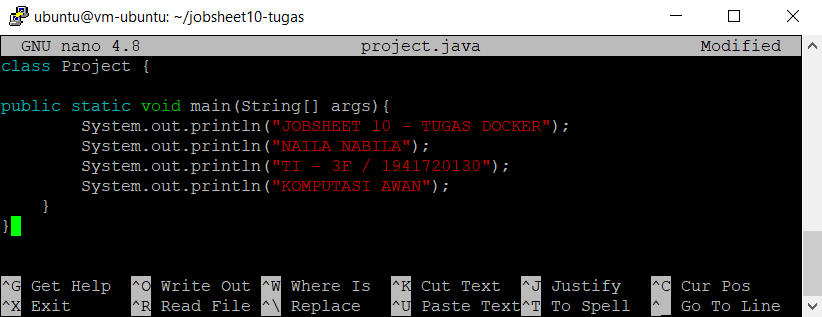 ubuntu@vm-ubuntu: ~/jobsheet10-tugas
GNU nano 4.8 project.java Modified
class Project {
public static void main(String[] args){
System.out.println("JOBSHEET 10 - TUGAS DOCKER");
System.out.println("NAILA NABILA");
System.out.println("TI - 3F / 1941720130");
System.out.println("KOMPUTASI AWAN");
}
}
^G Get Help ^O Write Out ^W Where Is ^K Cut Text ^J Justify ^C Cur Pos
^X Exit ^R Read File ^\ Replace ^U Paste Text ^T To Spell ^_ Go To Line